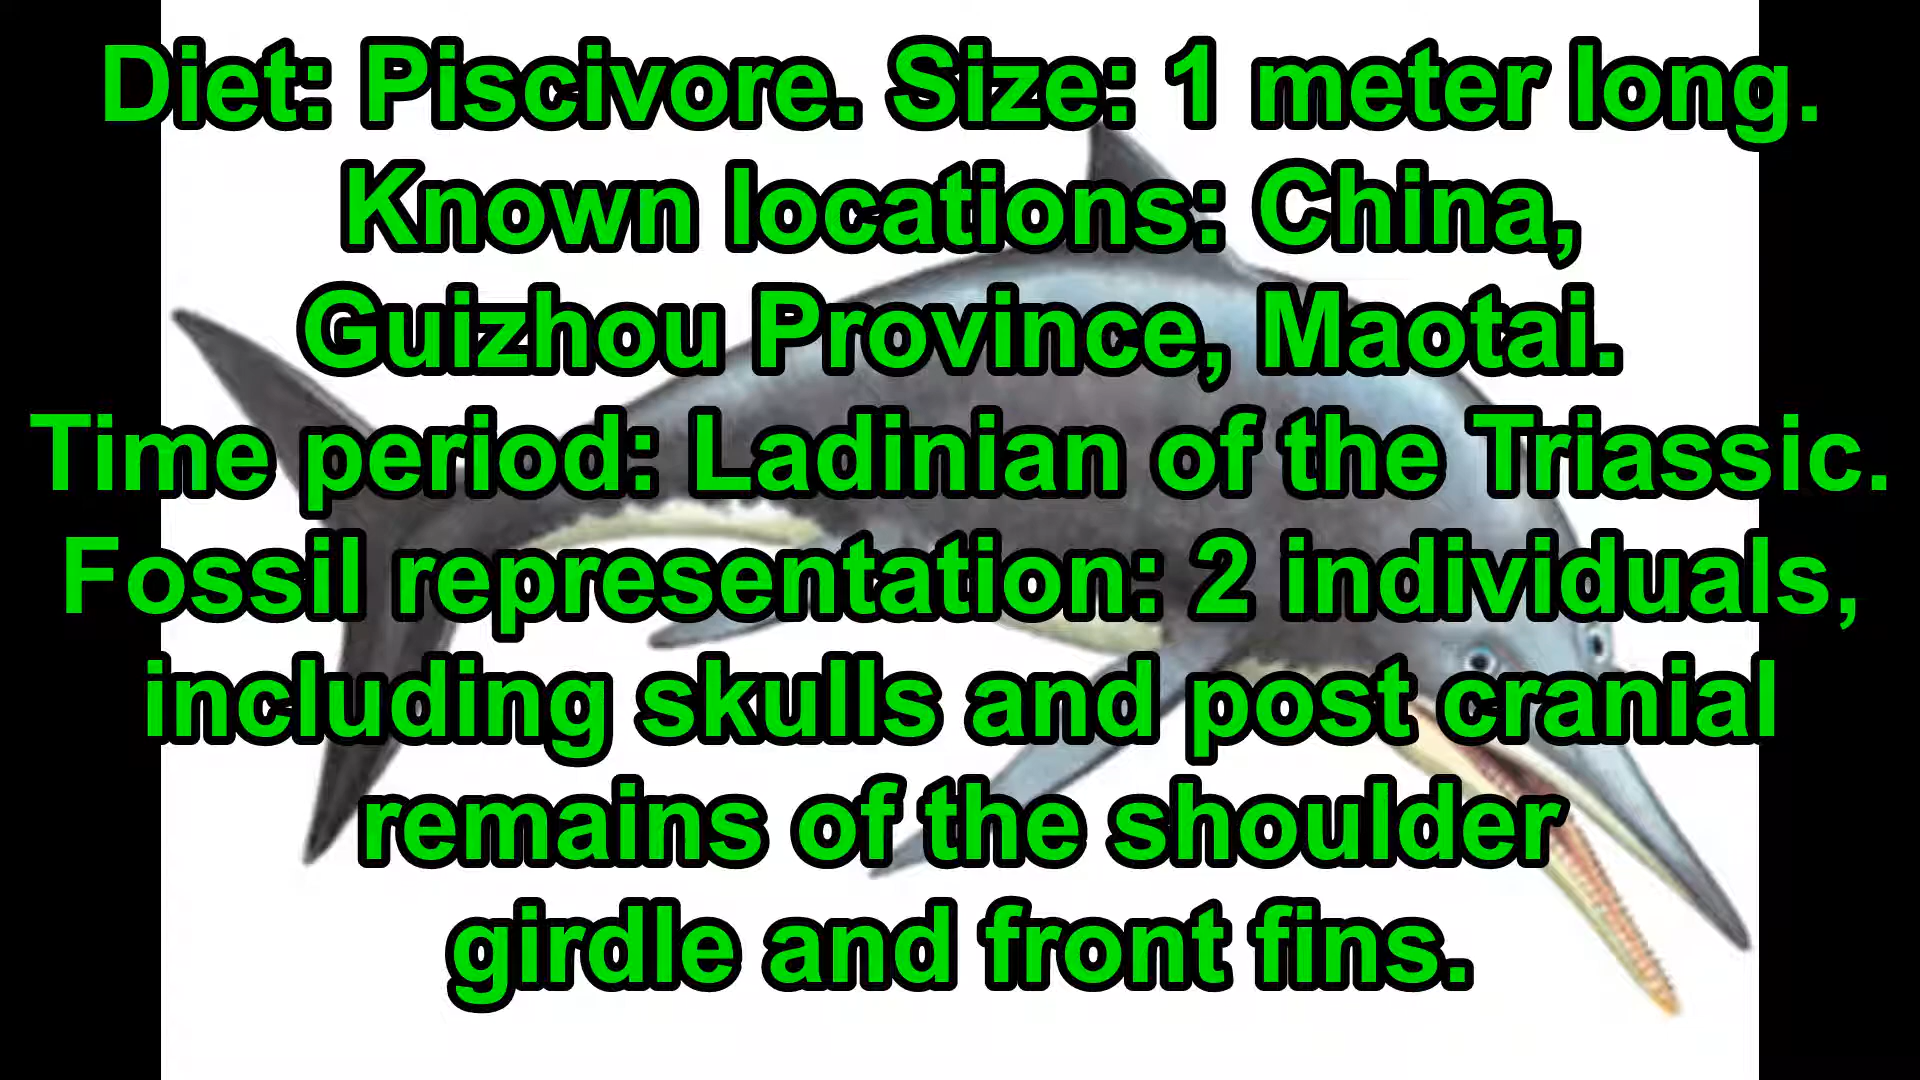 Diet: Piscivore. Size: 1 meter long.
Known locations: China,
Guizhou Province, Maotai.
Time period: Ladinian of the Triassic.
Fossil representation: 2 individuals,
including skulls and post cranial
remains of the shoulder
girdle and front fins.